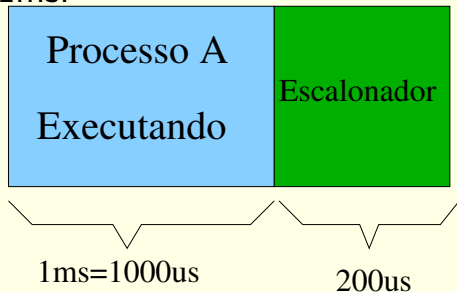 Processo A
Executando
Escalonador
1ms=1000us
200us